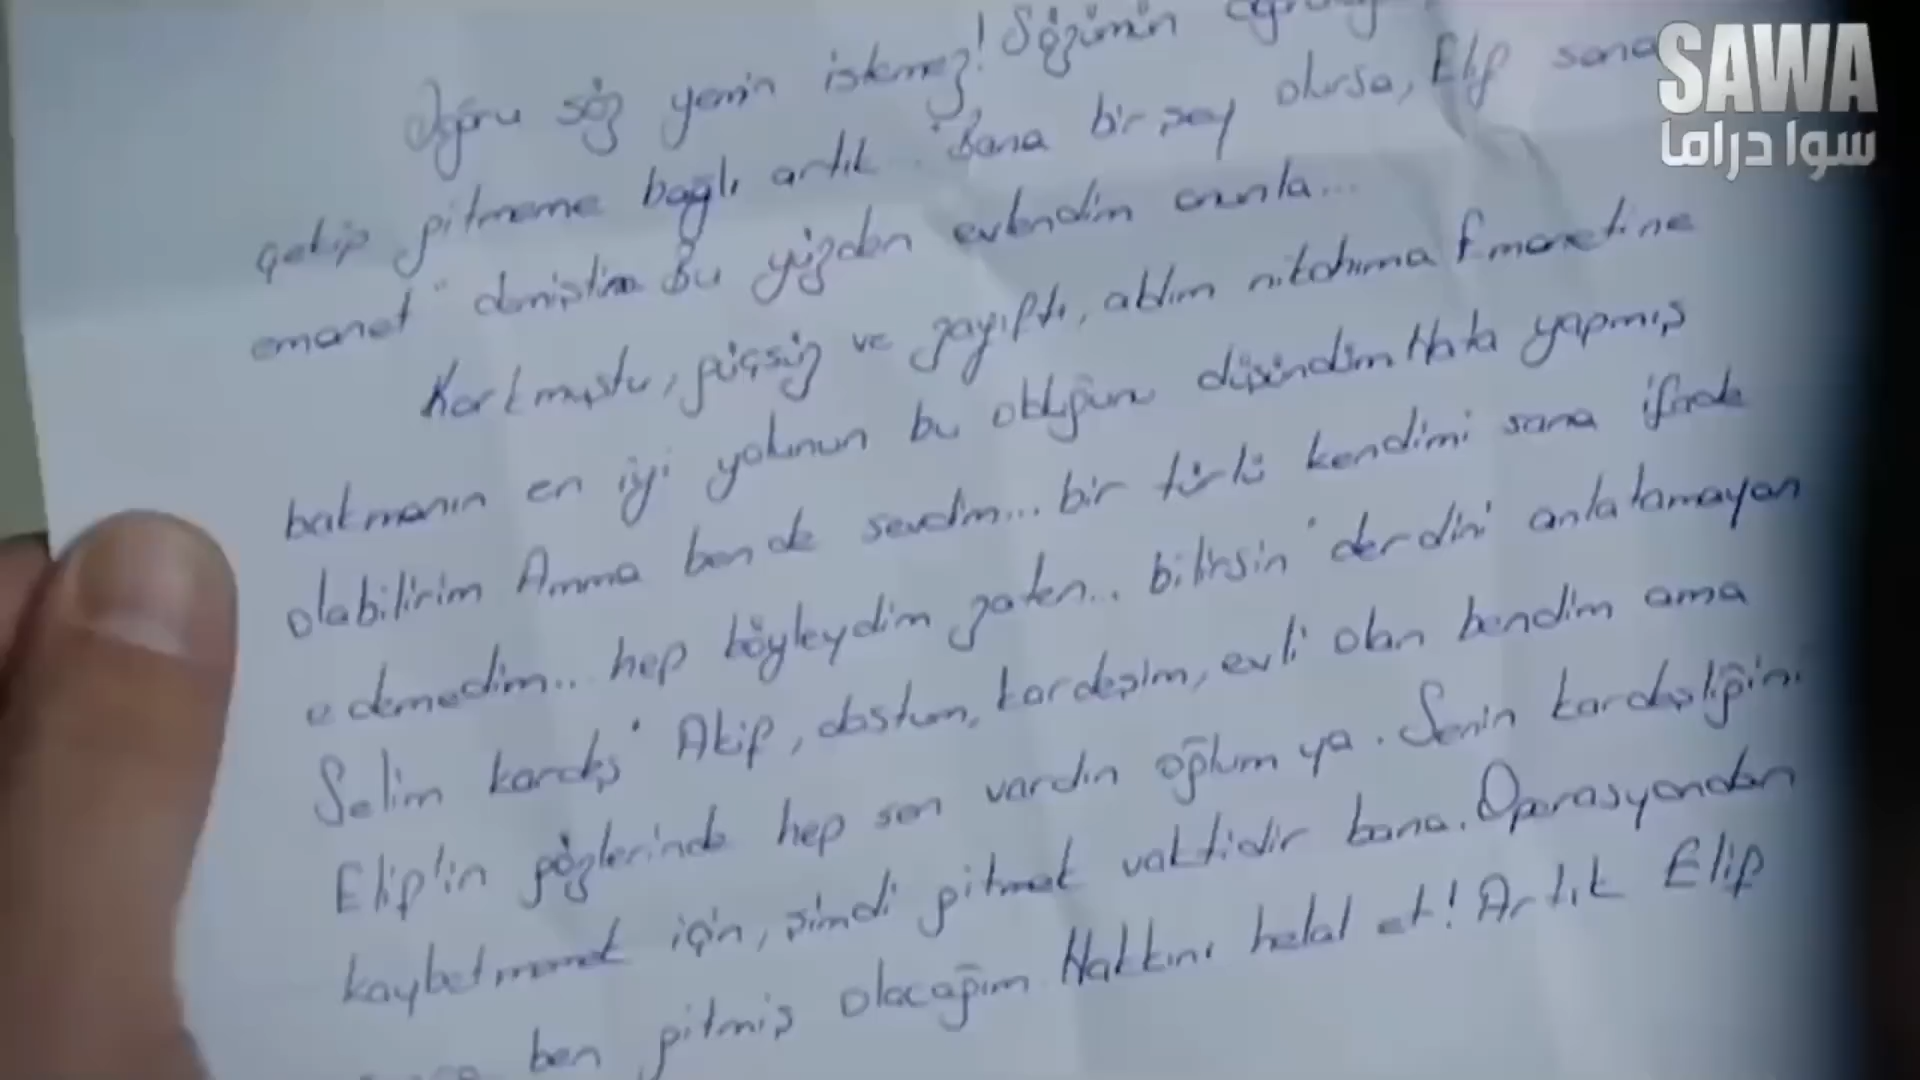 SAWA
سوا دراما
Doğru söz yemin istemez! Sözümün
çekip gitmeme bağlı artık. "Bana bir şey olursa, Elif sana
emanet" demiştim. Bu yüzden evlendim onunla...
Korkmuştu, güçsüz ve zayıftı, aldım nikahıma Emanetine
bakmanın en iyi yolunun bu olduğunu düşündüm Hata yapmış
olabilirim Amma ben de sevdim... bir türlü kendimi sana ifade
edemedim... hep böyleydim zaten... bilirsin "derdini anlatamayan
Selim kardeş" Akif, dostum, kardeşim, evli olan bendim ama
Elif'in gözlerinde hep sen vardın oğlum ya. Senin kardeşliğini
kaybetmemek için, şimdi gitmek vaktidir bana. Operasyondan
ben gitmiş olacağım Hakkını helal et! Artık Elif